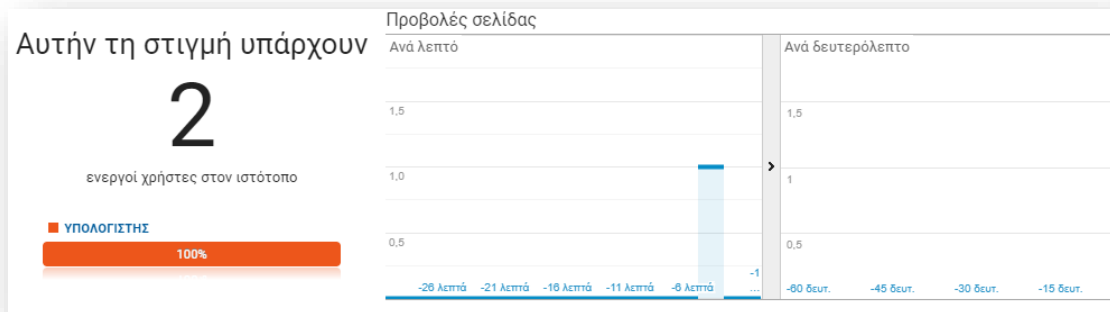 Αυτήν τη στιγμή υπάρχουν
2
ενεργοί χρήστες στον ιστότοπο
ΥΠΟΛΟΓΙΣΤΗΣ
100%
Προβολές σελίδας
Ανά λεπτό
1,5
1,0
0,5
-26 λεπτά -21 λεπτά -16 λεπτά -11 λεπτά -6 λεπτά -1 ...
Ανά δευτερόλεπτο
1,5
1
0,5
-60 δευτ. -45 δευτ. -30 δευτ. -15 δευτ.